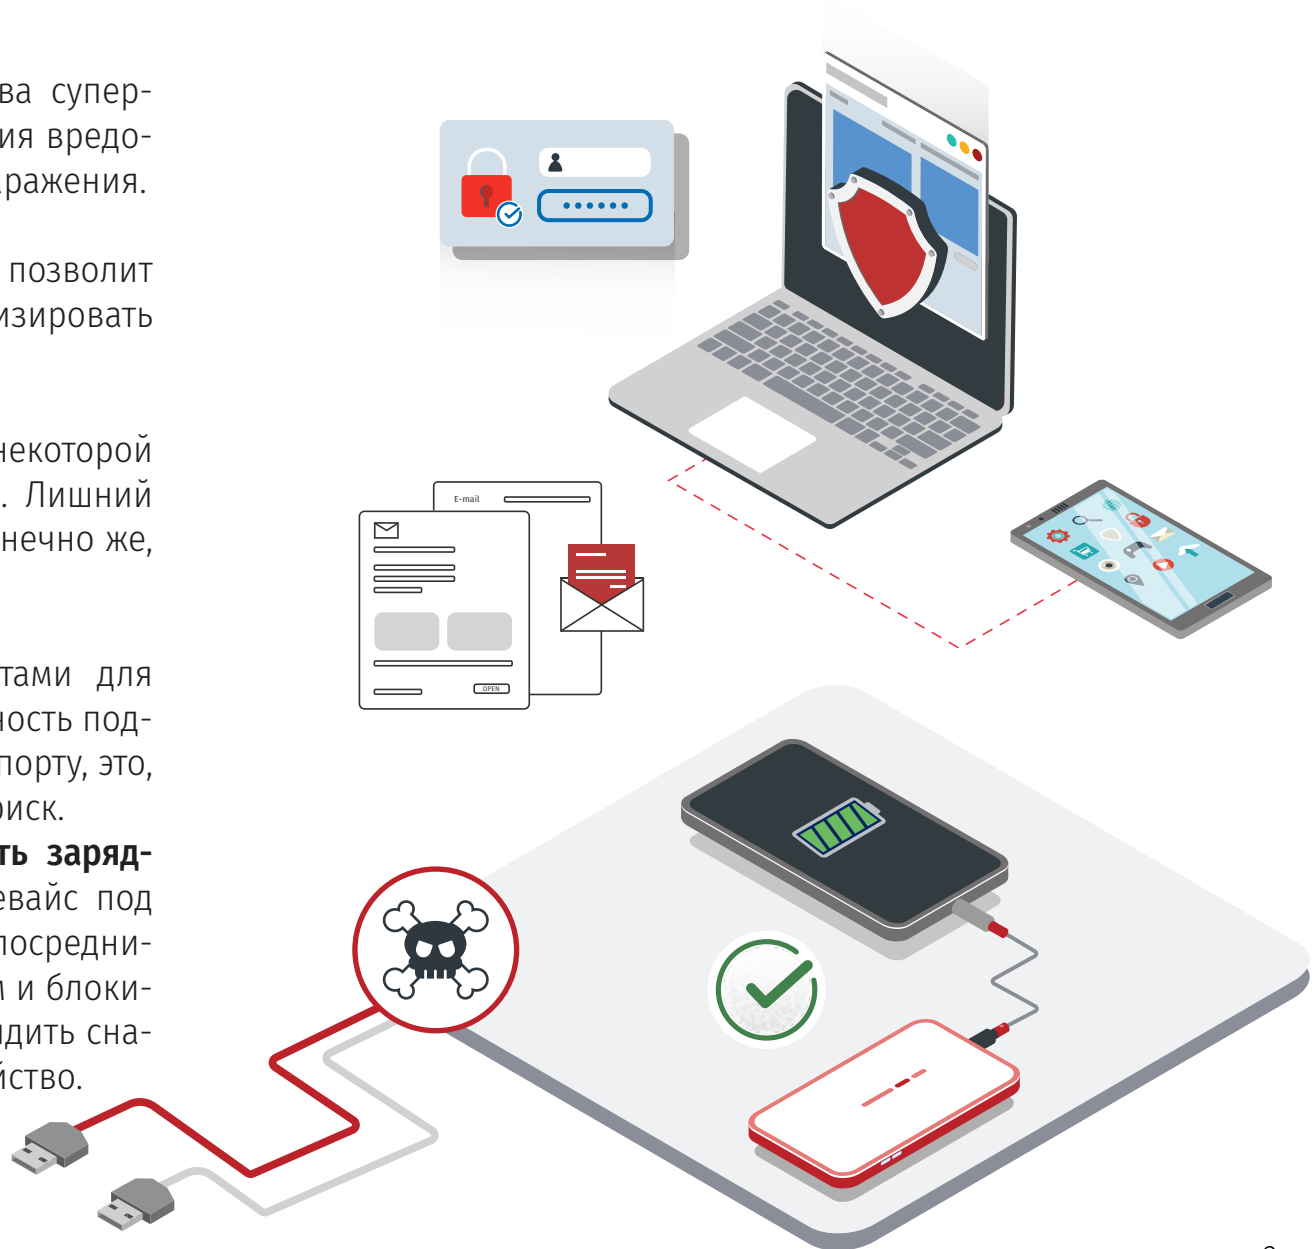 ва супер-
ия вредо-
ражения.
позволит
изировать
некоторой
. Лишний
нечно же,
тами для
ность под-
порту, это,
риск.
ть заряд-
евайс под
посредни-
и и блоки-
дить сна-
йство.
E-mail
OPEN